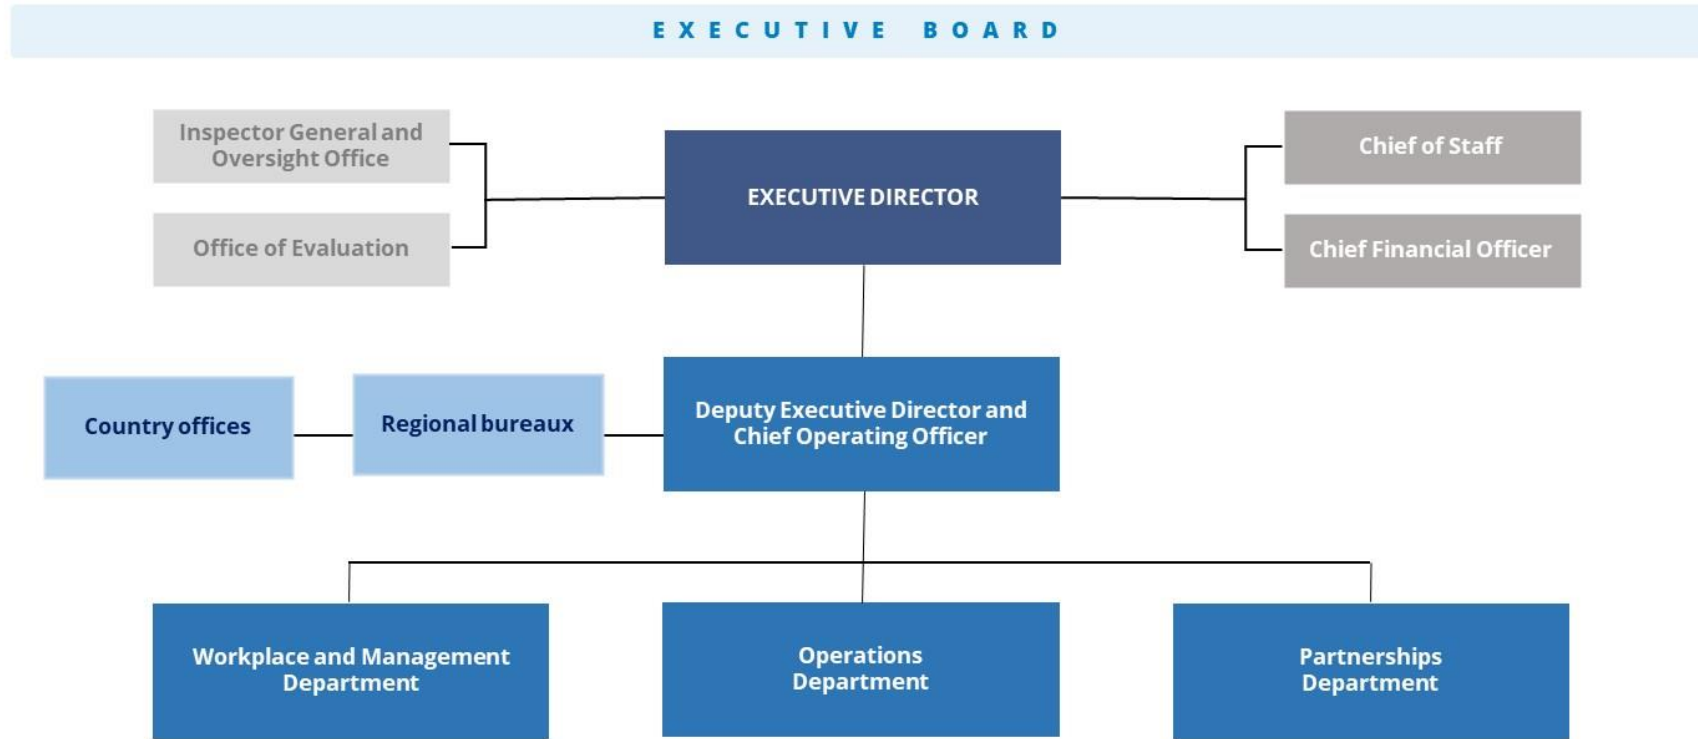 EXECUTIVE BOARD
Inspector General and
Oversight Office
Office of Evaluation
EXECUTIVE DIRECTOR
Chief of Staff
Chief Financial Officer
Country offices
Regional bureaux
Deputy Executive Director and
Chief Operating Officer
Workplace and Management
Department
Operations
Department
Partnerships
Department